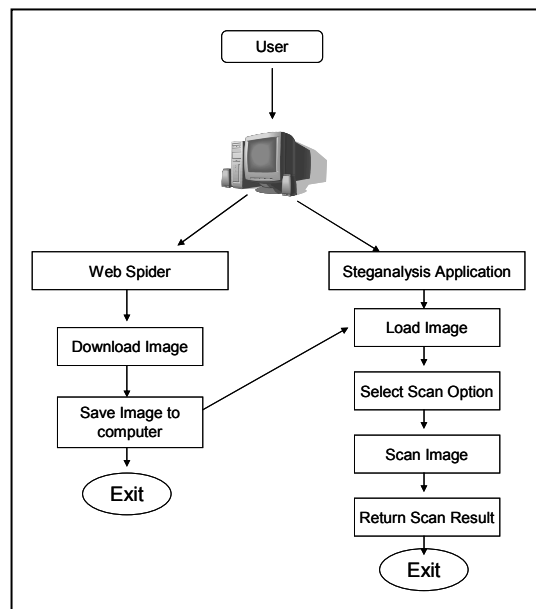 User
Web Spider
Steganalysis Application
Download Image
Load Image
Save Image to
computer
Select Scan Option
Exit
Scan Image
Return Scan Result
Exit